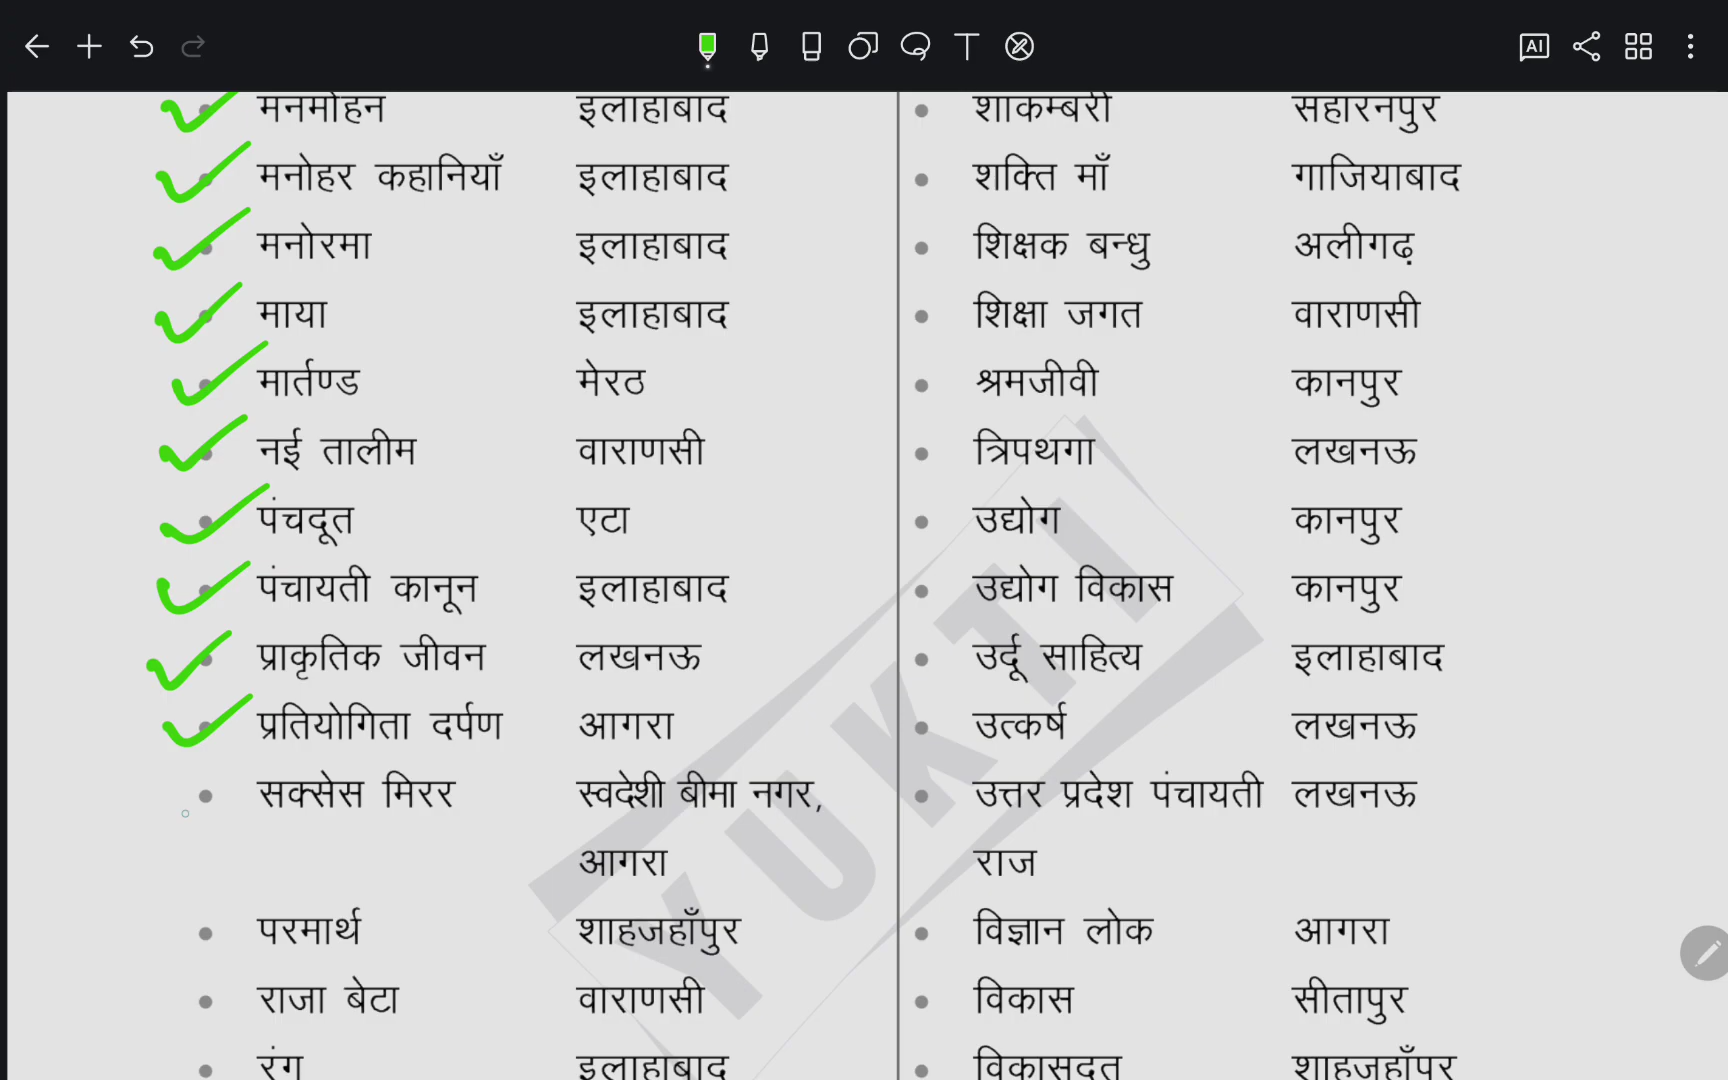 AI
मनमोहन इलाहाबाद
मनोहर कहानियाँ इलाहाबाद
मनोरमा इलाहाबाद
माया इलाहाबाद
मार्तण्ड मेरठ
नई तालीम वाराणसी
पंचदूत एटा
पंचायती कानून इलाहाबाद
प्राकृतिक जीवन लखनऊ
प्रतियोगिता दर्पण आगरा
सक्सेस मिरर स्वदेशी बीमा नगर,
आगरा
परमार्थ शाहजहाँपुर
राजा बेटा वाराणसी
रंग इलाहाबाद
शाकम्बरी सहारनपुर
शक्ति माँ गाजियाबाद
शिक्षक बन्धु अलीगढ़
शिक्षा जगत वाराणसी
श्रमजीवी कानपुर
त्रिपथगा लखनऊ
उद्योग कानपुर
उद्योग विकास कानपुर
उर्दू साहित्य इलाहाबाद
उत्कर्ष लखनऊ
उत्तर प्रदेश पंचायती लखनऊ
राज
विज्ञान लोक आगरा
विकास सीतापुर
विकासदूत शाहजहाँपुर
YUKTI